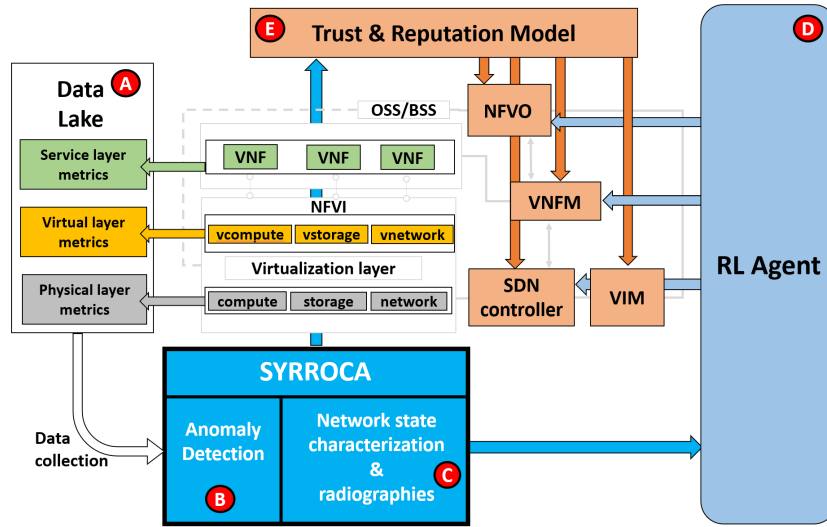 E
Trust & Reputation Model
D
A
Data
Lake
OSS/BSS
NFVO
Service layer
metrics
VNF
VNF
VNF
VNFM
NFVI
Virtual layer
metrics
vcompute
vstorage
vnetwork
Virtualization layer
RL Agent
Physical layer
metrics
compute
storage
network
SDN
controller
VIM
SYRROCA
Data
collection
Anomaly
Detection
B
Network state
characterization
&
radiographies
C